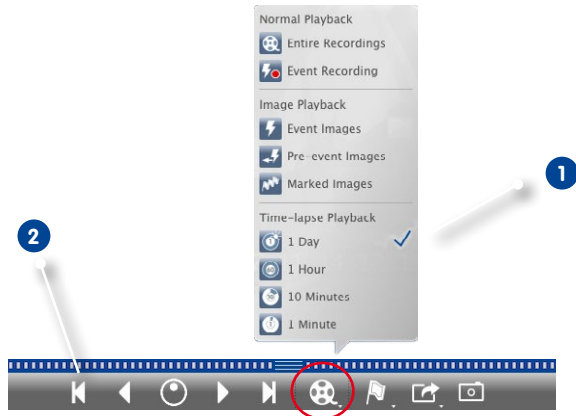 Normal Playback
Entire Recordings
Event Recording
Image Playback
Event Images
Pre-event Images
Marked Images
Time-lapse Playback
1 Day
1 Hour
10 Minutes
1 Minute
1
2